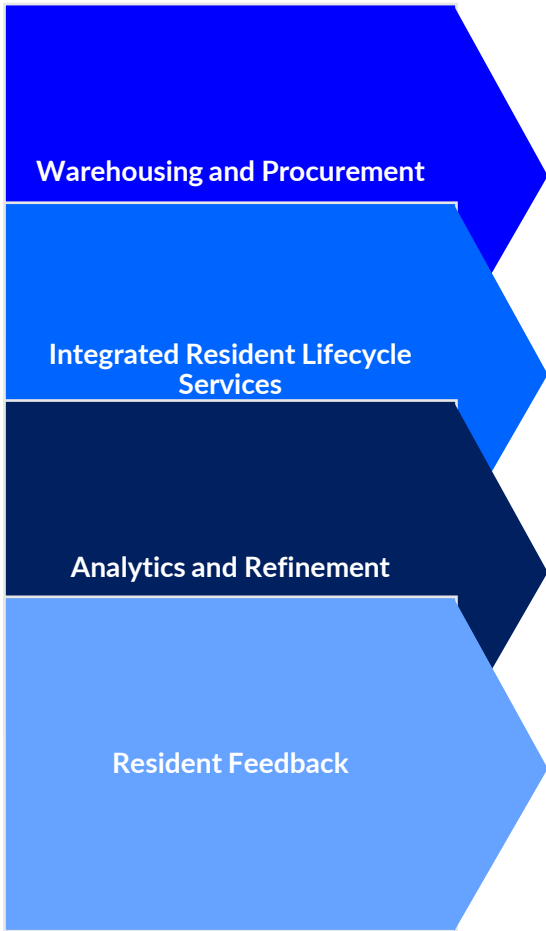 Warehousing and Procurement
Integrated Resident Lifecycle
Services
Analytics and Refinement
Resident Feedback